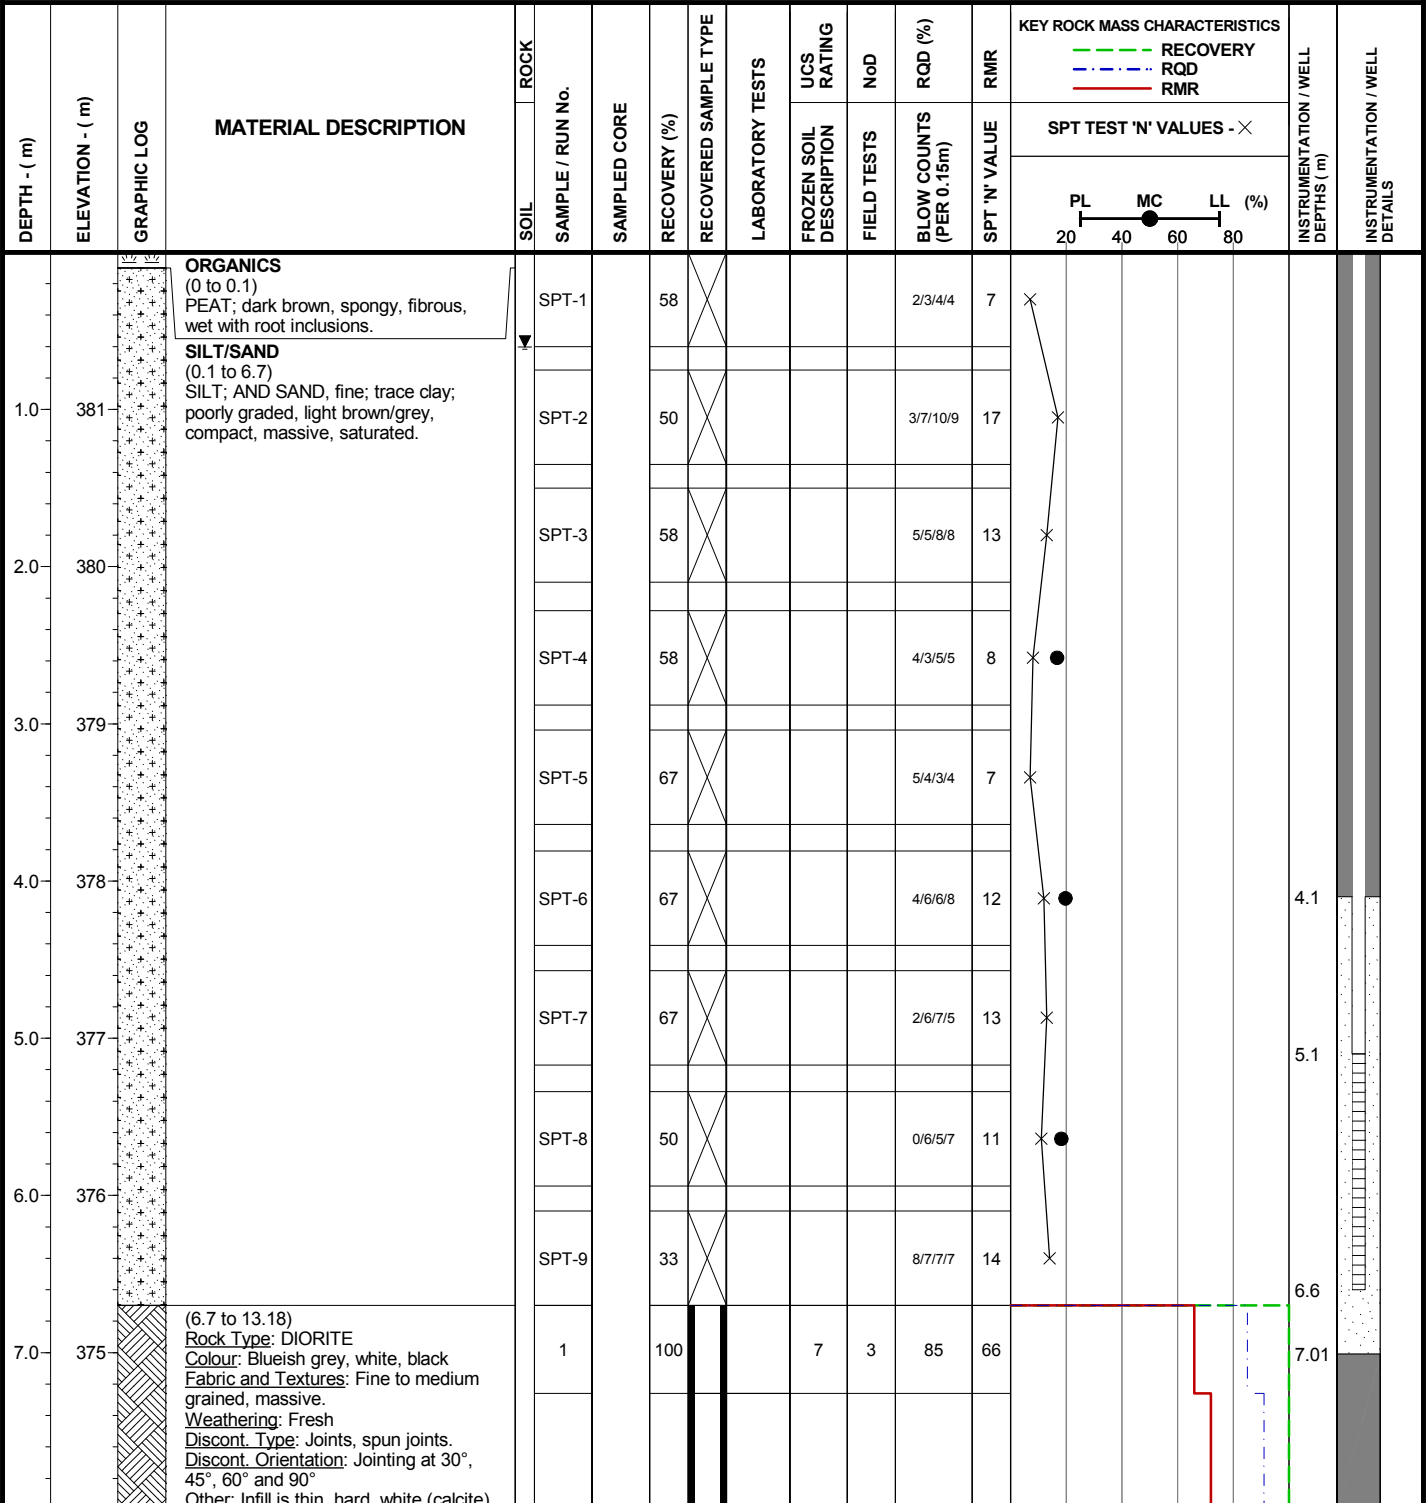 DEPTH - ( m)
ELEVATION - ( m)
GRAPHIC LOG
MATERIAL DESCRIPTION
ROCK
SOIL
SAMPLE / RUN No.
SAMPLED CORE
RECOVERY (%)
RECOVERED SAMPLE TYPE
LABORATORY TESTS
UCS
RATING
FROZEN SOIL
DESCRIPTION
NoD
FIELD TESTS
RQD (%)
BLOW COUNTS
(PER 0.15m)
RMR
SPT 'N' VALUE
KEY ROCK MASS CHARACTERISTICS
RECOVERY
RQD
RMR
SPT TEST 'N' VALUES - X
PL MC LL (%)
20 40 60 80
INSTRUMENTATION / WELL
DEPTHS ( m)
INSTRUMENTATION / WELL
DETAILS
ORGANICS
(0 to 0.1)
PEAT; dark brown, spongy, fibrous,
wet with root inclusions.
SPT-1 58 2/3/4/4 7
SILT/SAND
(0.1 to 6.7)
SILT; AND SAND, fine; trace clay;
poorly graded, light brown/grey,
compact, massive, saturated.
1.0 381 SPT-2 50 3/7/10/9 17
SPT-3 58 5/5/8/8 13
2.0 380
SPT-4 58 4/3/5/5 8
3.0 379
SPT-5 67 5/4/3/4 7
4.0 378
SPT-6 67 4/6/6/8 12 4.1
SPT-7 67 2/6/7/5 13
5.0 377 5.1
SPT-8 50 0/6/5/7 11
6.0 376
SPT-9 33 8/7/7/7 14
6.6
(6.7 to 13.18)
Rock Type: DIORITE
7.0 375 1 100 7 3 85 66 7.01
Colour: Blueish grey, white, black
Fabric and Textures: Fine to medium
grained, massive.
Weathering: Fresh
Discont. Type: Joints, spun joints.
Discont. Orientation: Jointing at 30°,
45°, 60° and 90°
Other: Infill is thin, hard, white (calcite)